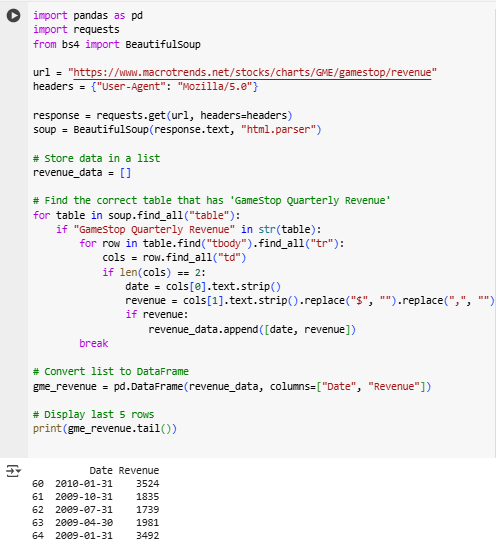 import pandas as pd
import requests
from bs4 import BeautifulSoup

url = "https://www.macrotrends.net/stocks/charts/GME/gamestop/revenue"
headers = {"User-Agent": "Mozilla/5.0"}

response = requests.get(url, headers=headers)
soup = BeautifulSoup(response.text, "html.parser")

# Store data in a list
revenue_data = []

# Find the correct table that has 'GameStop Quarterly Revenue'
for table in soup.find_all("table"):
    if "GameStop Quarterly Revenue" in str(table):
        for row in table.find("tbody").find_all("tr"):
            cols = row.find_all("td")
            if len(cols) == 2:
                date = cols[0].text.strip()
                revenue = cols[1].text.strip().replace("$", "").replace(",", "")
                if revenue:
                    revenue_data.append([date, revenue])
        break

# Convert list to DataFrame
gme_revenue = pd.DataFrame(revenue_data, columns=["Date", "Revenue"])

# Display last 5 rows
print(gme_revenue.tail())

          Date Revenue
60  2010-01-31    3524
61  2009-10-31    1835
62  2009-07-31    1739
63  2009-04-30    1981
64  2009-01-31    3492